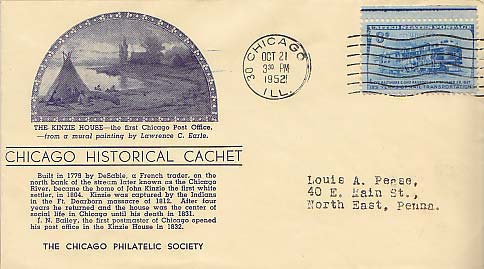 THE KINZIE HOUSE—the first Chicago Post Office,
—from a mural painting by Lawrence C. Earle.
CHICAGO HISTORICAL CACHET
Built in 1779 by DeSable, a French trader, on the
north bank of the stream later known as the Chicago
River, became the home of John Kinzie the first white
settler, in 1804. Kinzie was captured by the Indians
in the Ft. Dearborn massacre of 1812. After four
years he returned and the house was the center of
social life in Chicago until his death in 1831.
J. N. Bailey, the first postmaster of Chicago opened
his post office in the Kinzie House in 1832.
THE CHICAGO PHILATELIC SOCIETY
CHICAGO 30
OCT 21
3 30 PM
1952
ILL.
UNITED STATES POSTAGE
TRANSPORTATION
Louis A. Pease,
40 E. Main St.,
North East, Penna.